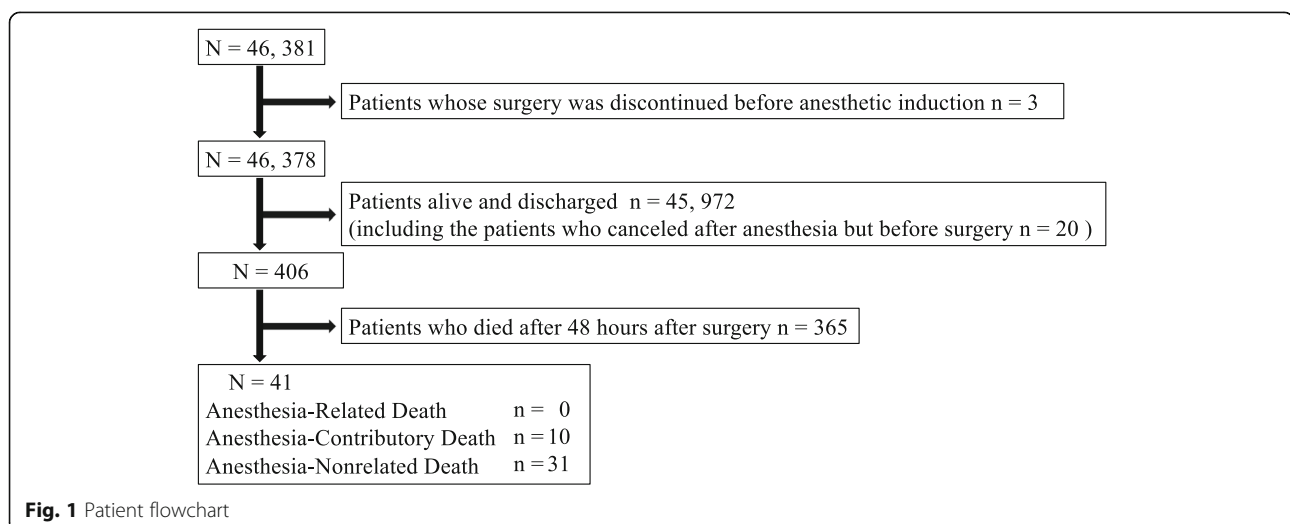 N = 46, 381
Patients whose surgery was discontinued before anesthetic induction n = 3
N = 46, 378
Patients alive and discharged n = 45, 972
(including the patients who canceled after anesthesia but before surgery n = 20 )
N = 406
Patients who died after 48 hours after surgery n = 365
N = 41
Anesthesia-Related Death n = 0
Anesthesia-Contributory Death n = 10
Anesthesia-Nonrelated Death n = 31
Fig. 1 Patient flowchart